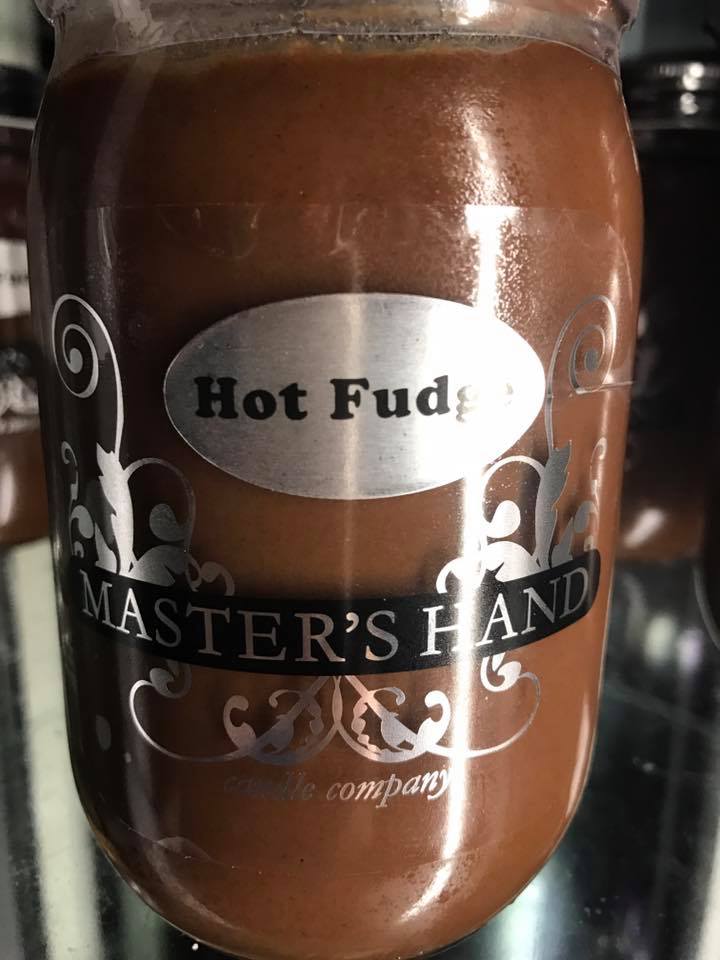 Hot Fudge
MASTER'S HAND
candle company